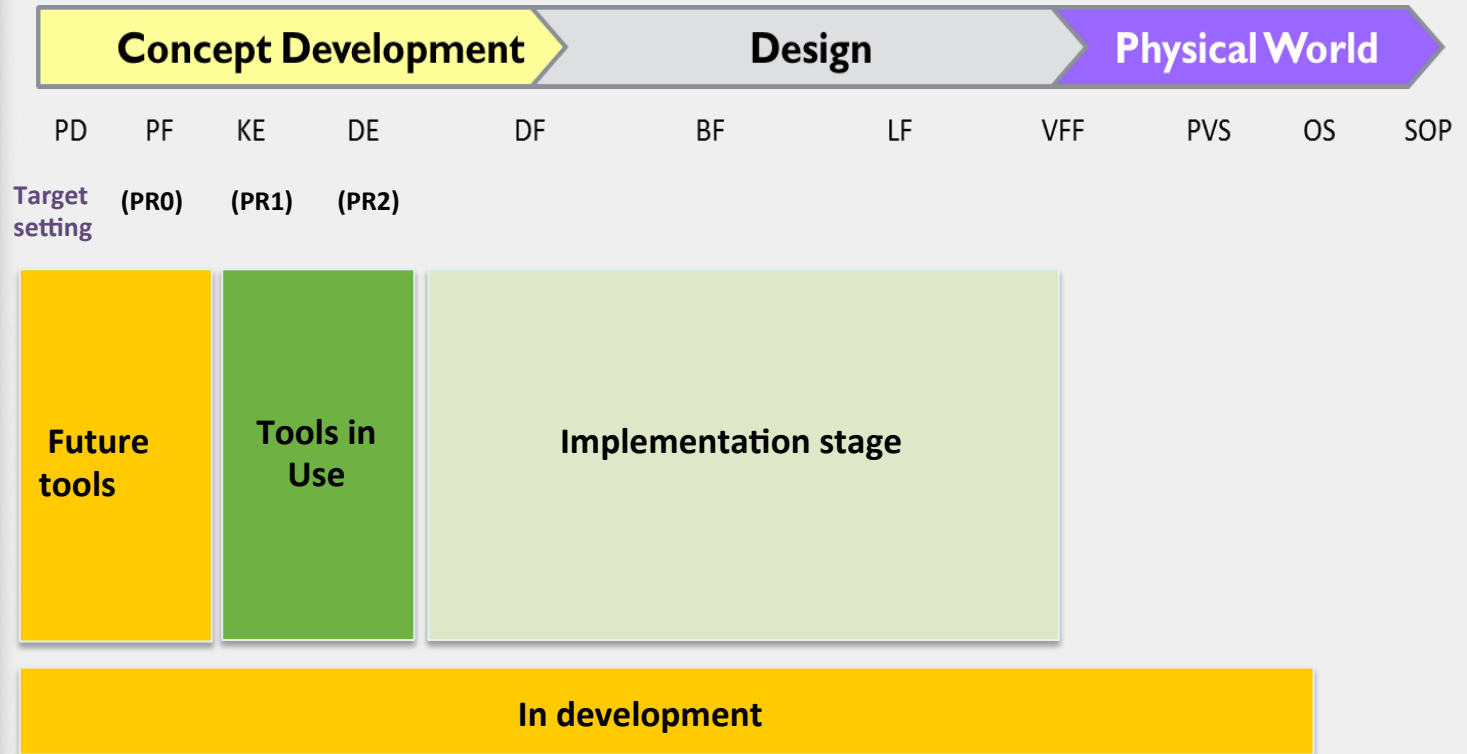 Concept Development Design Physical World
PD PF KE DE DF BF LF VFF PVS OS SOP
Target
setting
(PR0) (PR1) (PR2)
Future
tools
Tools in
Use
Implementation stage
In development